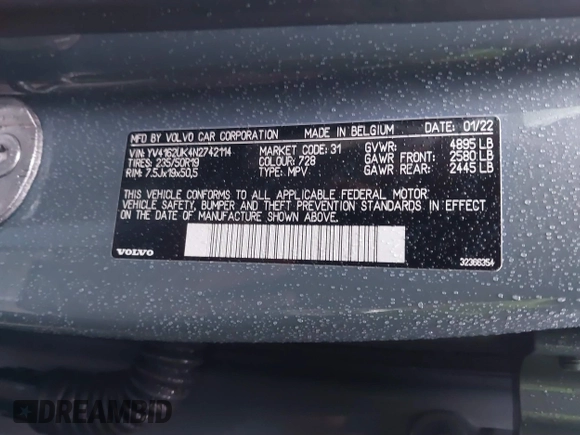 MFD BY VOLVO CAR CORPORATION MADE IN BELGIUM DATE: 01/22
VIN: YV4162UK4N2742114 MARKET CODE: 31 GVWR: 4895 LB
TIRES: 235/50R19 COLOUR: 728 GAWR FRONT: 2580 LB
RIM: 7.5Jx19x50,5 TYPE: MPV GAWR REAR: 2445 LB
THIS VEHICLE CONFORMS TO ALL APPLICABLE FEDERAL MOTOR
VEHICLE SAFETY, BUMPER AND THEFT PREVENTION STANDARDS IN EFFECT
ON THE DATE OF MANUFACTURE SHOWN ABOVE.
VOLVO 32366354
DREAMBID